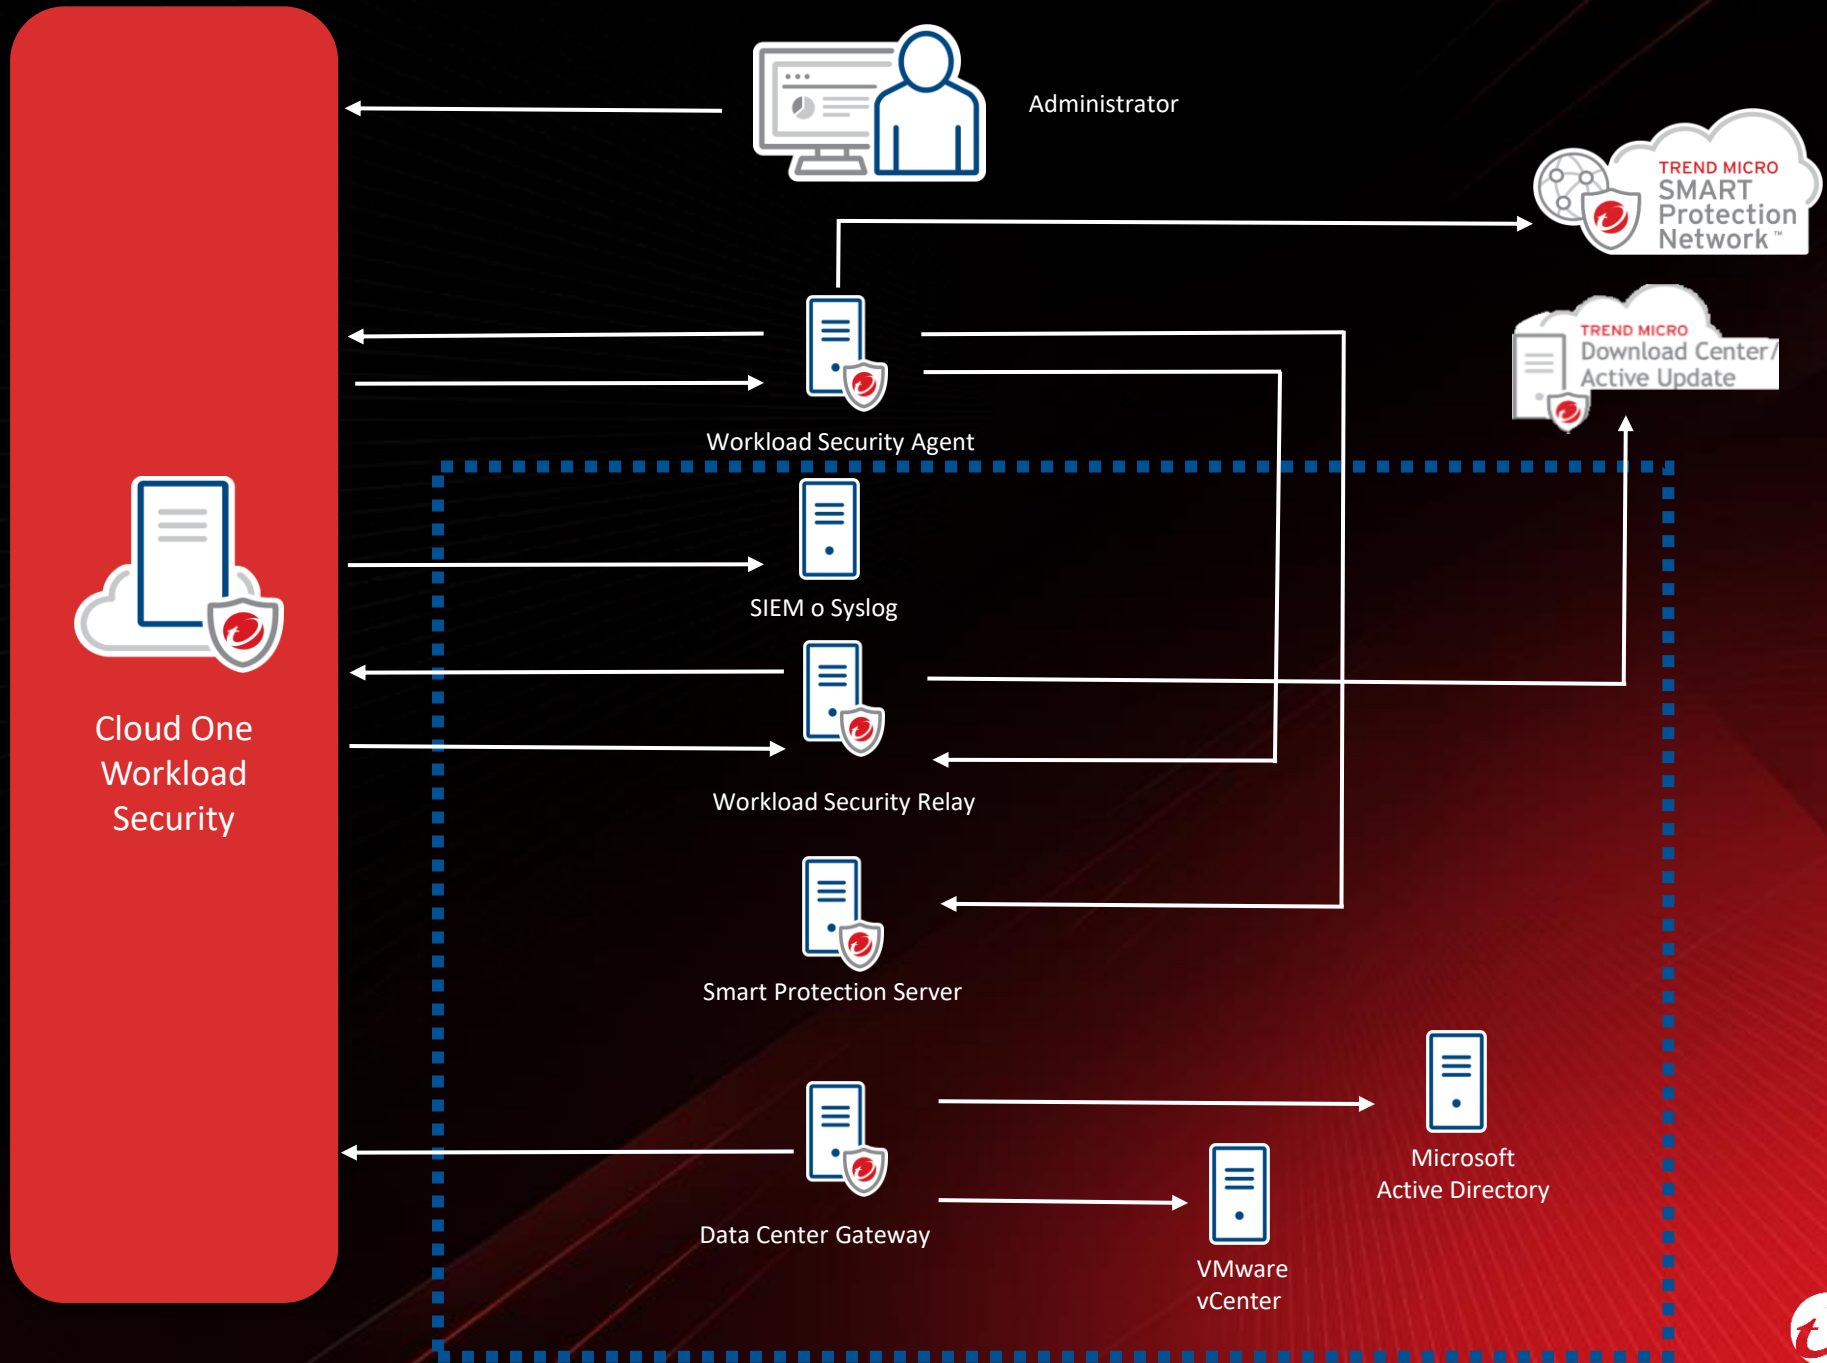 Administrator
TREND MICRO
SMART
Protection
Network™
TREND MICRO
Download Center/
Active Update
Workload Security Agent
SIEM o Syslog
Cloud One
Workload
Security
Workload Security Relay
Smart Protection Server
Microsoft
Active Directory
Data Center Gateway
VMware
vCenter